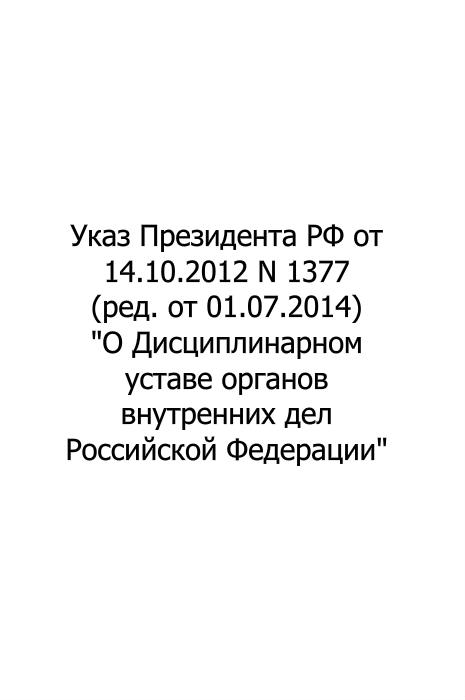 Указ Президента РФ от
14.10.2012 N 1377
(ред. от 01.07.2014)
"О Дисциплинарном
уставе органов
внутренних дел
Российской Федерации"